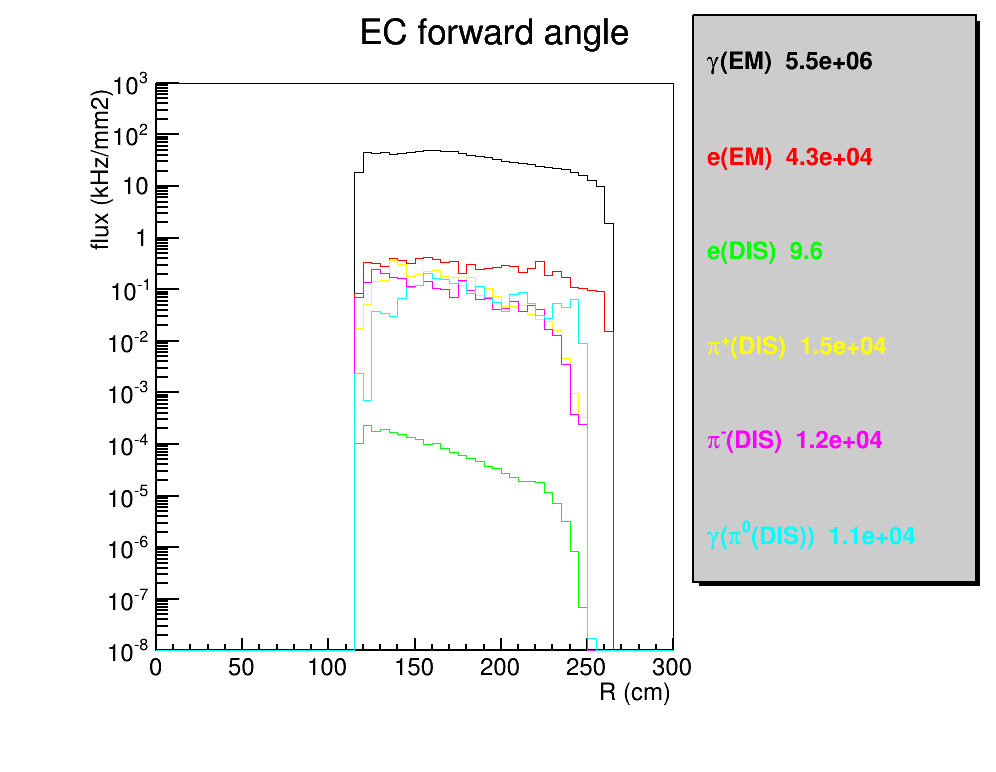 EC forward angle
flux (kHz/mm2)
10³
10²
10
1
10⁻¹
10⁻²
10⁻³
10⁻⁴
10⁻⁵
10⁻⁶
10⁻⁷
10⁻⁸
0 50 100 150 200 250 300
R (cm)
γ(EM) 5.5e+06
e(EM) 4.3e+04
e(DIS) 9.6
π⁺(DIS) 1.5e+04
π⁻(DIS) 1.2e+04
γ(π⁰(DIS)) 1.1e+04